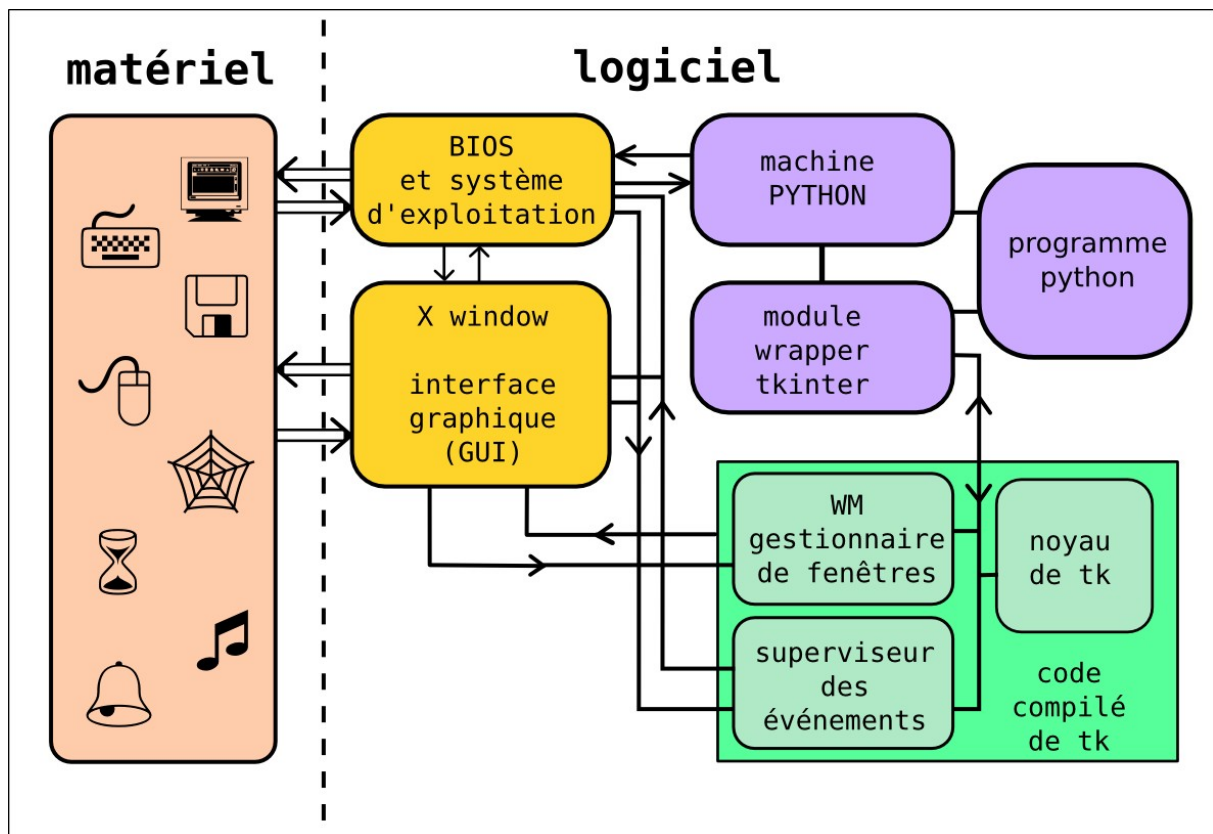 matériel
logiciel
BIOS
et système
d'exploitation
machine
PYTHON
programme
python
X window
interface
graphique
(GUI)
module
wrapper
tkinter
WM
gestionnaire
de fenêtres
noyau
de tk
superviseur
des
événements
code
compilé
de tk